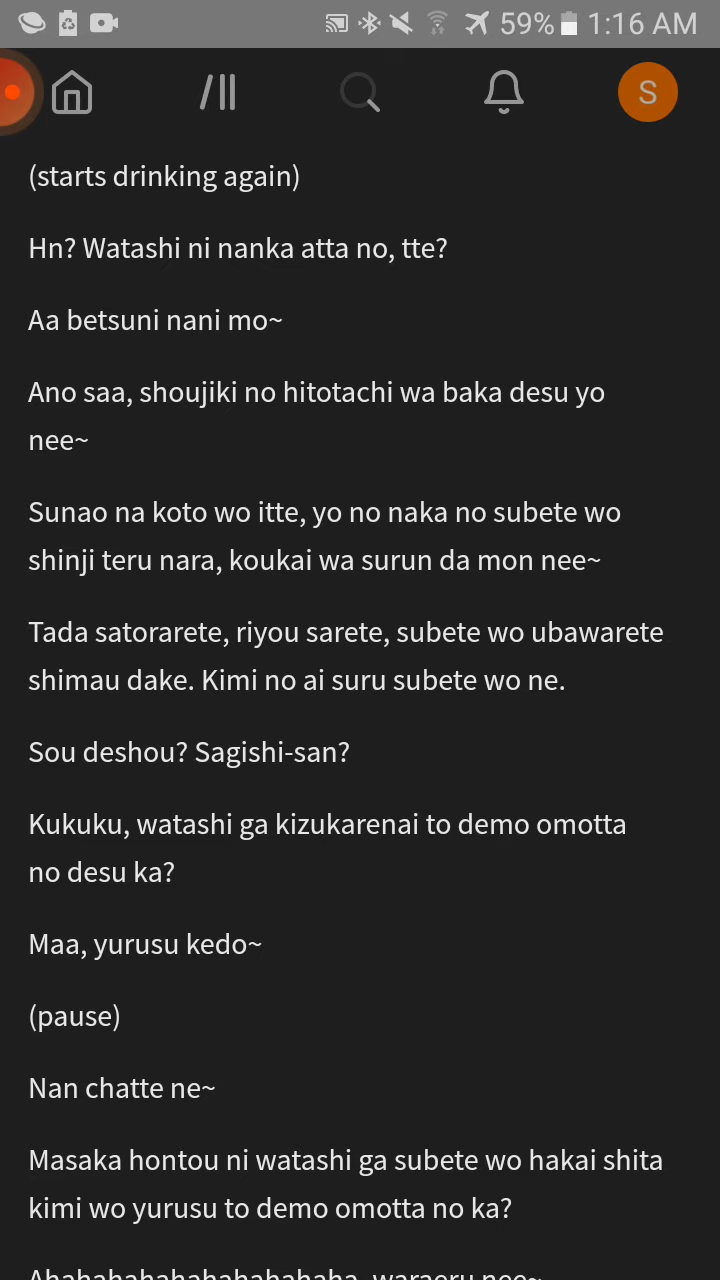 59% 1:16 AM
S
(starts drinking again)
Hn? Watashi ni nanka atta no, tte?
Aa betsuni nani mo~
Ano saa, shoujiki no hitotachi wa baka desu yo
nee~
Sunao na koto wo itte, yo no naka no subete wo
shinji teru nara, koukai wa surun da mon nee~
Tada satorarete, riyou sarete, subete wo ubawarete
shimau dake. Kimi no ai suru subete wo ne.
Sou deshou? Sagishi-san?
Kukuku, watashi ga kizukarenai to demo omotta
no desu ka?
Maa, yurusu kedo~
(pause)
Nan chatte ne~
Masaka hontou ni watashi ga subete wo hakai shita
kimi wo yurusu to demo omotta no ka?
Ahahahahahahahahahaha, waraeru nee~